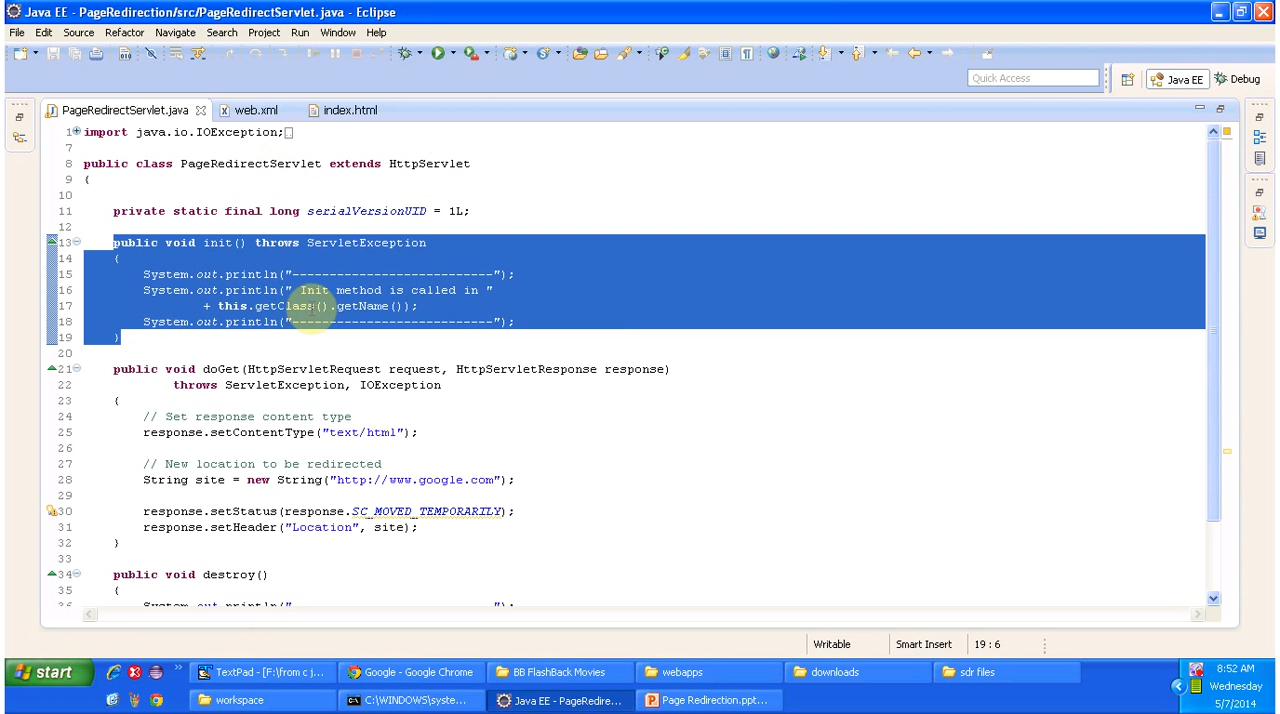 Java EE - PageRedirection/src/PageRedirectServlet.java - Eclipse
File Edit Source Refactor Navigate Search Project Run Window Help
Quick Access Java EE Debug
PageRedirectServlet.java web.xml index.html
1 import java.io.IOException;
7
8 public class PageRedirectServlet extends HttpServlet
9 {
10
11 private static final long serialVersionUID = 1L;
12
13 public void init() throws ServletException
14 {
15 System.out.println("---------------------------");
16 System.out.println(" Init method is called in "
17 + this.getClass().getName());
18 System.out.println("---------------------------");
19 }
20
21 public void doGet(HttpServletRequest request, HttpServletResponse response)
22 throws ServletException, IOException
23 {
24 // Set response content type
25 response.setContentType("text/html");
26
27 // New location to be redirected
28 String site = new String("http://www.google.com");
29
30 response.setStatus(response.SC_MOVED_TEMPORARILY);
31 response.setHeader("Location", site);
32 }
33
34 public void destroy()
35 {
Writable Smart Insert 19 : 6
start TextPad - [F:\from c j... Google - Google Chrome BB FlashBack Movies webapps downloads sdr files 8:52 AM
Wednesday
workspace C:\WINDOWS\syste... Java EE - PageRedire... Page Redirection.ppt... 5/7/2014